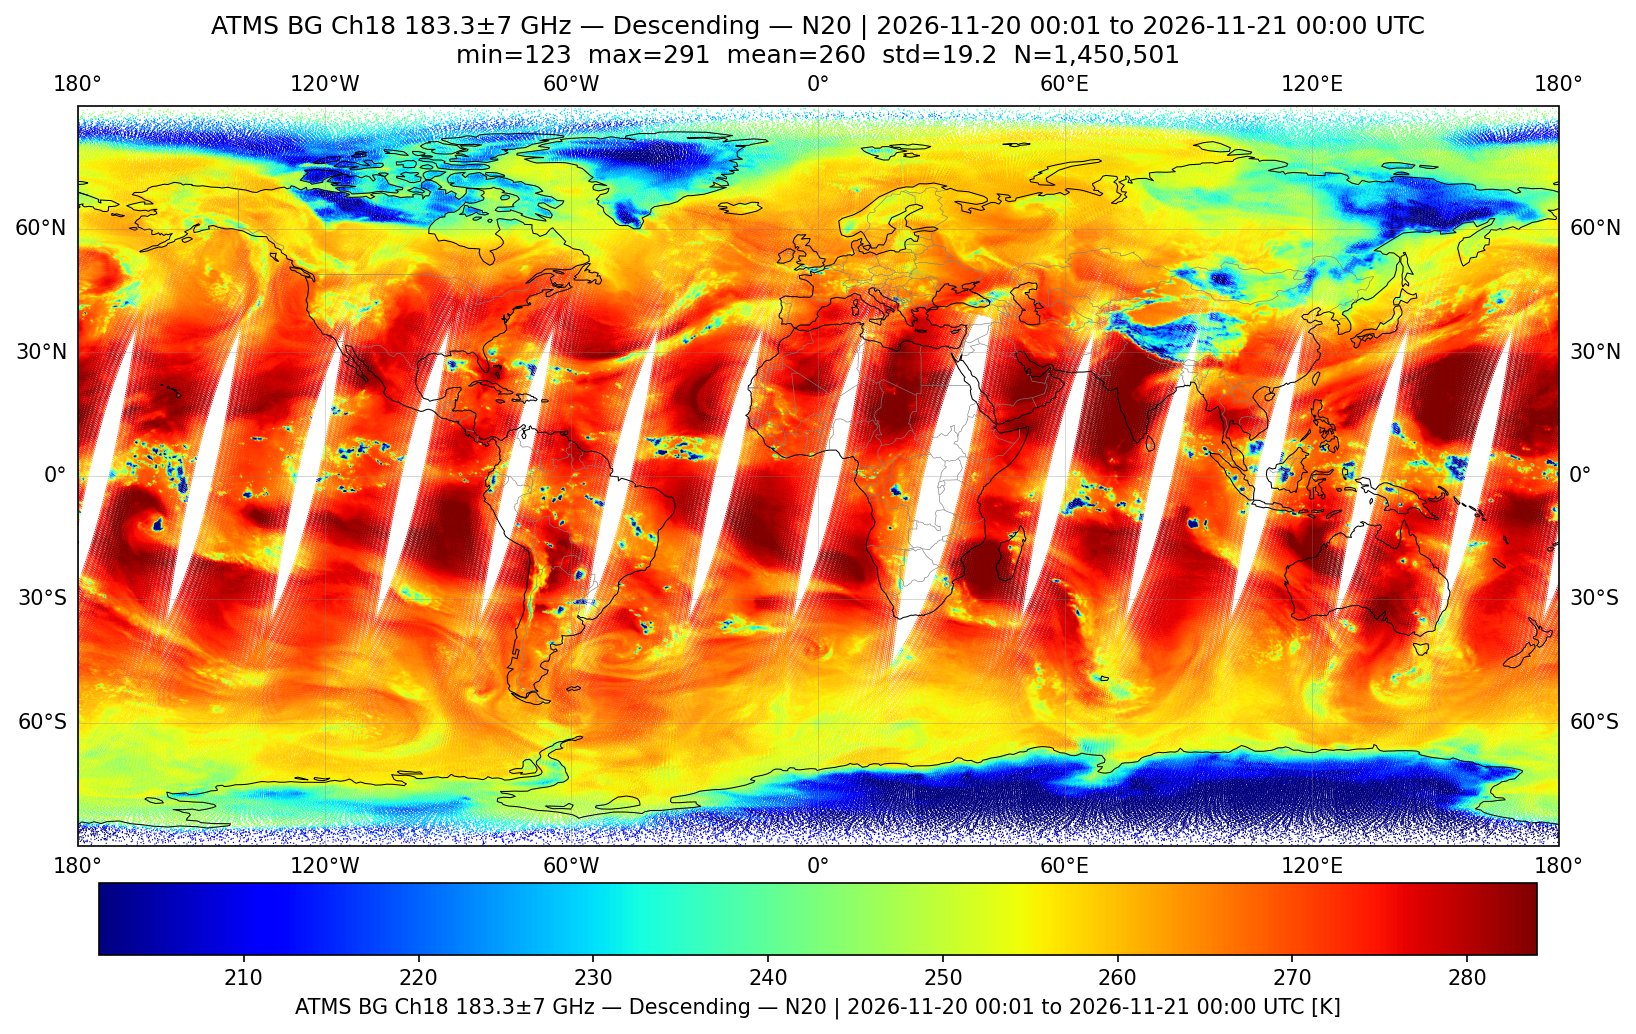 ATMS BG Ch18 183.3±7 GHz — Descending — N20 | 2026-11-20 00:01 to 2026-11-21 00:00 UTC
min=123 max=291 mean=260 std=19.2 N=1,450,501
180° 120°W 60°W 0° 60°E 120°E 180°
60°N 60°N
30°N 30°N
0° 0°
30°S 30°S
60°S 60°S
180° 120°W 60°W 0° 60°E 120°E 180°
210 220 230 240 250 260 270 280
ATMS BG Ch18 183.3±7 GHz — Descending — N20 | 2026-11-20 00:01 to 2026-11-21 00:00 UTC [K]